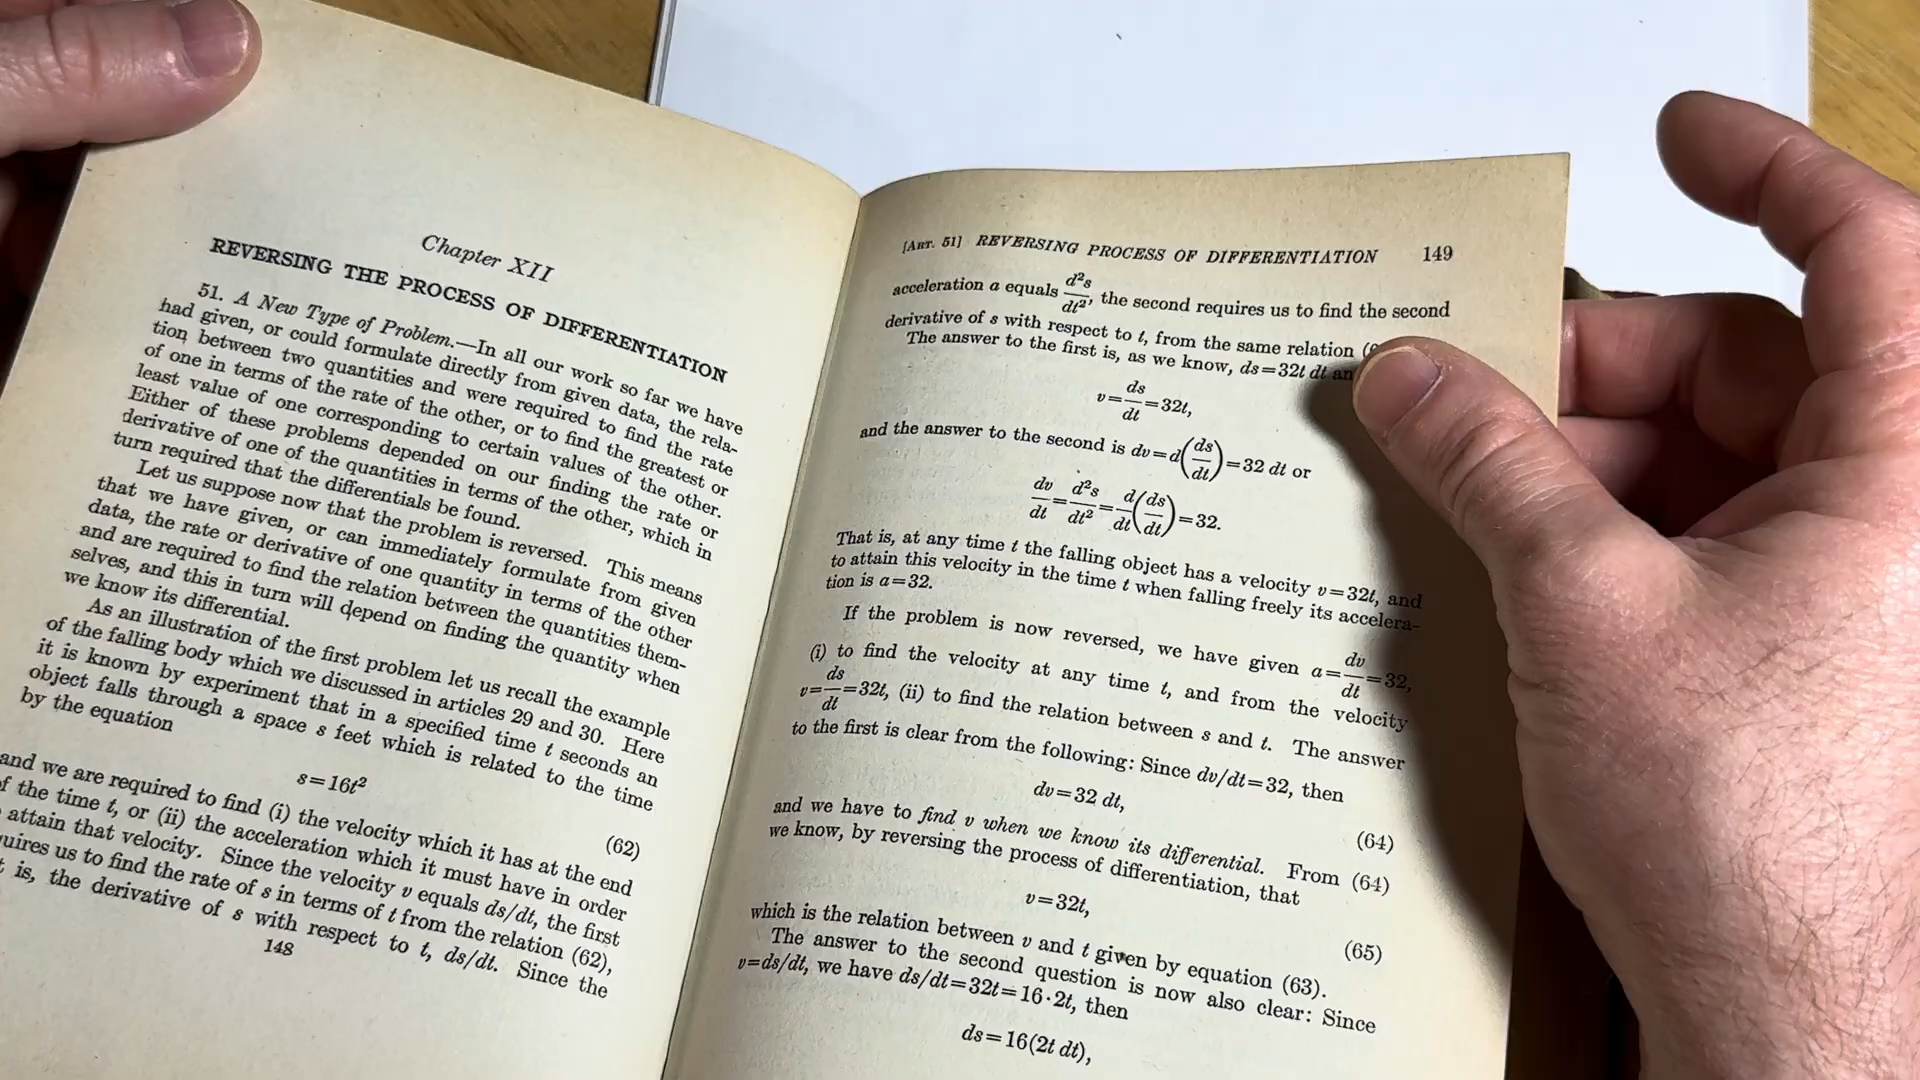 Chapter XII
REVERSING THE PROCESS OF DIFFERENTIATION
51. A New Type of Problem.—In all our work so far we have
had given, or could formulate directly from given data, the rela-
tion between two quantities and were required to find the rate
of one in terms of the rate of the other, or to find the greatest or
least value of one corresponding to certain values of the other.
Either of these problems depended on our finding the rate or
derivative of one of the quantities in terms of the other, which in
turn required that the differentials be found.
Let us suppose now that the problem is reversed. This means
that we have given, or can immediately formulate from given
data, the rate or derivative of one quantity in terms of the other
and are required to find the relation between the quantities them-
selves, and this in turn will depend on finding the quantity when
we know its differential.
As an illustration of the first problem let us recall the example
of the falling body which we discussed in articles 29 and 30. Here
it is known by experiment that in a specified time t seconds an
object falls through a space s feet which is related to the time
by the equation
s=16t² (62)
and we are required to find (i) the velocity which it has at the end
of the time t, or (ii) the acceleration which it must have in order
attain that velocity. Since the velocity v equals ds/dt, the first
quires us to find the rate of s in terms of t from the relation (62),
is, the derivative of s with respect to t, ds/dt. Since the
148
[ART. 51] REVERSING PROCESS OF DIFFERENTIATION 149
acceleration a equals d²s/dt², the second requires us to find the second
derivative of s with respect to t, from the same relation
The answer to the first is, as we know, ds=32t dt
v=ds/dt=32t,
and the answer to the second is dv=d(ds/dt)=32 dt or
dv/dt=d²s/dt²=d/dt(ds/dt)=32.
That is, at any time t the falling object has a velocity v=32t, and
to attain this velocity in the time t when falling freely its accelera-
tion is a=32.
If the problem is now reversed, we have given a=dv/dt=32,
(i) to find the velocity at any time t, and from the velocity
v=ds/dt=32t, (ii) to find the relation between s and t. The answer
to the first is clear from the following: Since dv/dt=32, then
dv=32 dt, (64)
and we have to find v when we know its differential. From (64)
we know, by reversing the process of differentiation, that
v=32t, (65)
which is the relation between v and t given by equation (63).
The answer to the second question is now also clear: Since
v=ds/dt, we have ds/dt=32t=16·2t, then
ds=16(2t dt),